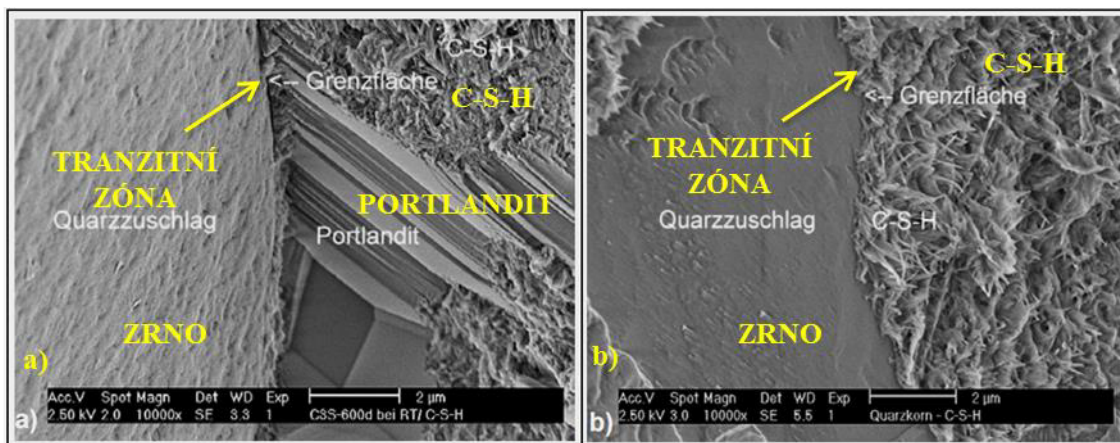 C-S-H
<-- Grenzfläche
C-S-H
TRANZITNÍ
ZÓNA
Quarzzuschlag
PORTLANDIT
Portlandit
ZRNO
a)
Acc.V Spot Magn Det WD Exp 2 µm
2.50 kV 2.0 10000x SE 3.3 1 C3S-600d bei RT/ C-S-H
a)
C-S-H
<-- Grenzfläche
TRANZITNÍ
ZÓNA
Quarzzuschlag
C-S-H
ZRNO
b)
Acc.V Spot Magn Det WD Exp 2 µm
2.50 kV 3.0 10000x SE 5.5 1 Quarzkorn - C-S-H
b)